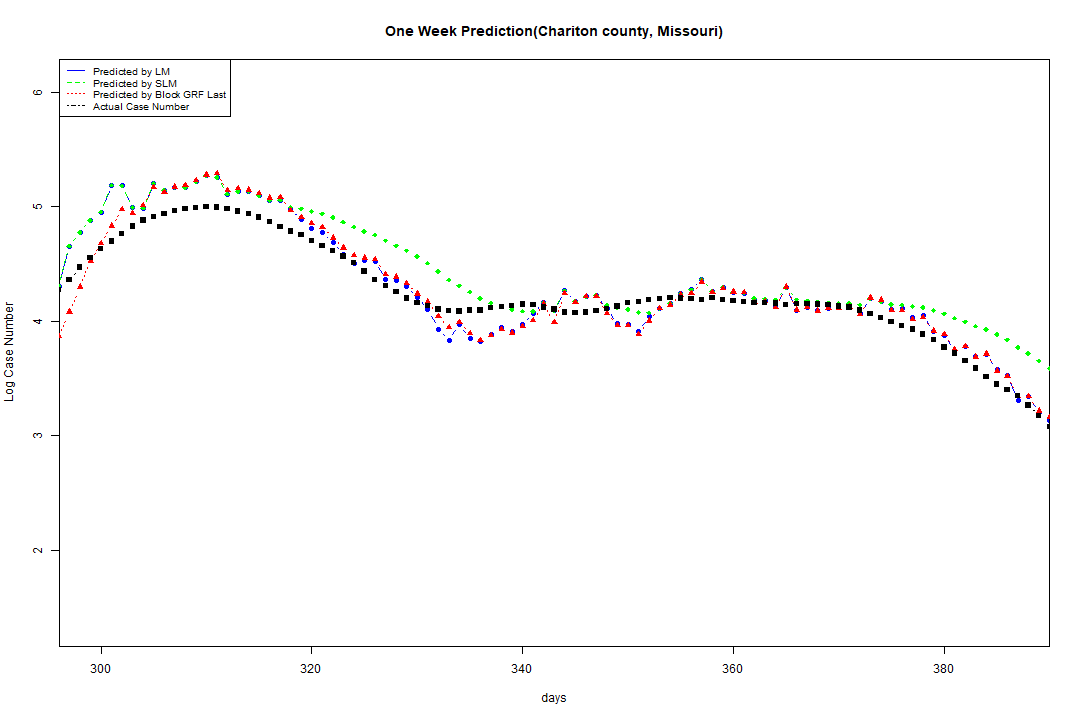 One Week Prediction(Chariton county, Missouri)
Predicted by LM
Predicted by SLM
Predicted by Block GRF Last
Actual Case Number
6
5
4
3
2
Log Case Number
300 320 340 360 380
days